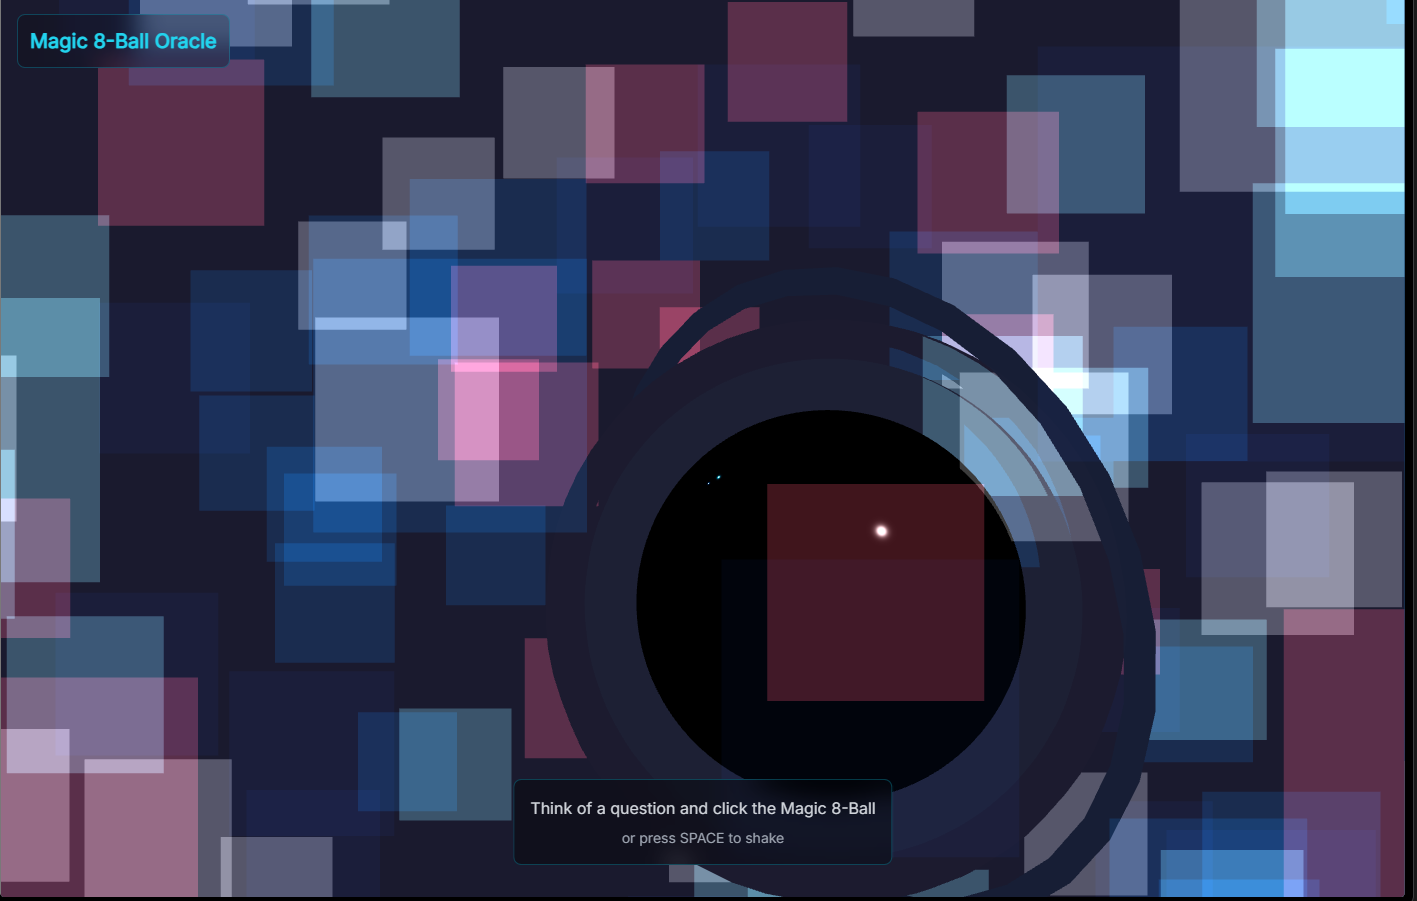 Magic 8-Ball Oracle
Think of a question and click the Magic 8-Ball
or press SPACE to shake